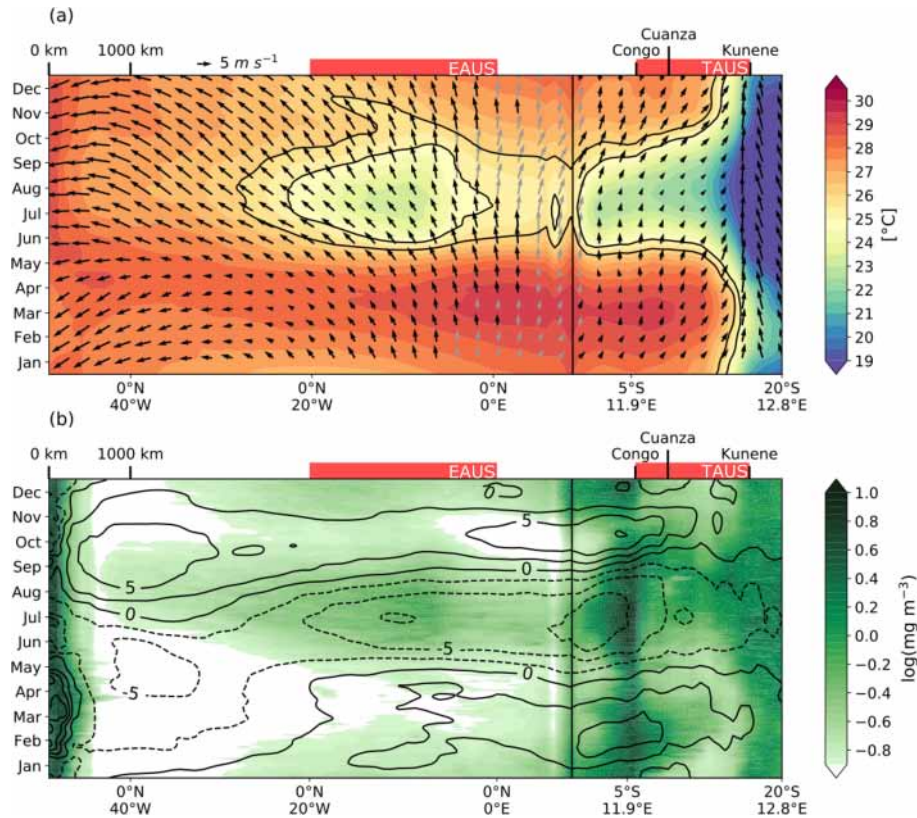 (a)
Cuanza
0 km 1000 km 5 m s⁻¹ Congo Kunene
EAUS TAUS
Dec
Nov
Oct
Sep
Aug
Jul
Jun
May
Apr
Mar
Feb
Jan
30
29
28
27
26
25
24
23
22
21
20
19
[°C]
0°N 0°N 0°N 5°S 20°S
40°W 20°W 0°E 11.9°E 12.8°E
(b)
Cuanza
0 km 1000 km Congo Kunene
EAUS TAUS
Dec
Nov
Oct
Sep
Aug
Jul
Jun
May
Apr
Mar
Feb
Jan
5
0
-5
5
0
-5
0
1.0
0.8
0.6
0.4
0.2
0.0
−0.2
−0.4
−0.6
−0.8
log(mg m⁻³)
0°N 0°N 0°N 5°S 20°S
40°W 20°W 0°E 11.9°E 12.8°E